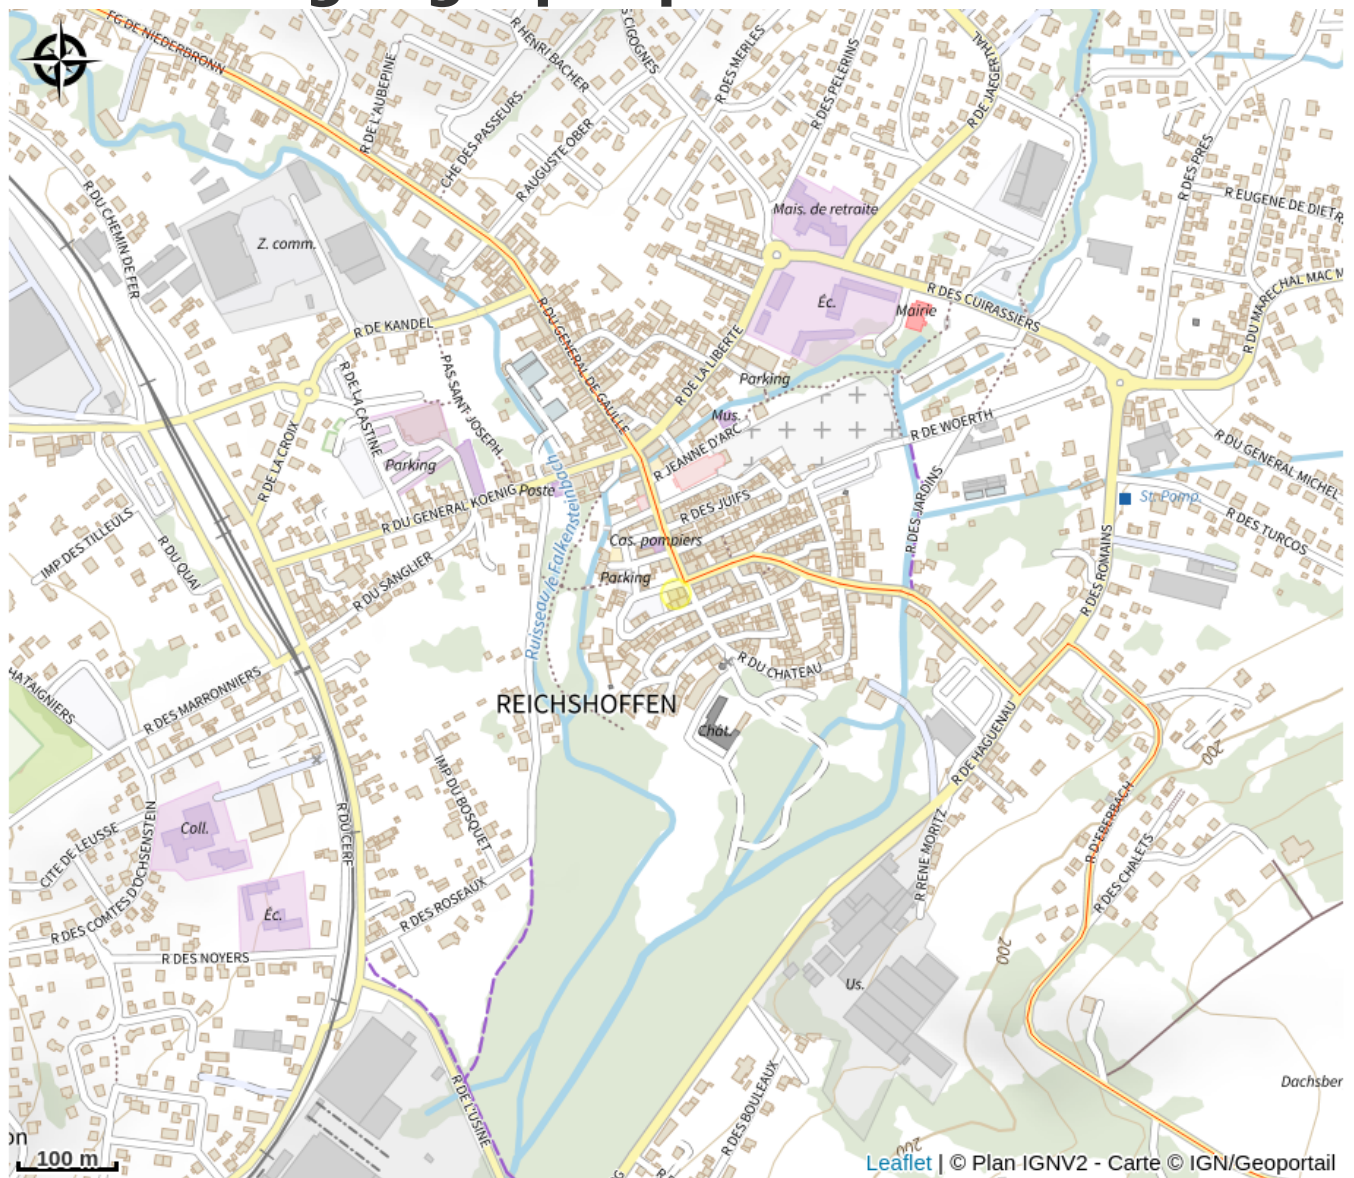 FG DE NIEDERBRONN
R DE L'AUBEPINE
R HENRI BACHER
S CIGOGNES
R DES MERLES
R DES PELERINS
R DE JAEGERTHAL
CHE DES PASSEURS
R AUGUSTE OBER
R DES PRES
R EUGENE DE DIETR
R DU CHEMIN DE FER
Z. comm.
Mais. de retraite
Éc.
Mairie
R DES CUIRASSIERS
R DU MARECHAL MAC M
R DE KANDEL
R DU GENERAL DE GAULLE
R DE LA LIBERTE
PAS SAINT JOSEPH
R DE LA CASTINE
Parking
Mus.
R JEANNE D'ARC
R DE WOERTH
R DE LA CROIX
Parking
R DU GENERAL MICHEL
R DU GENERAL KOENIG
Poste
R DES JUIFS
R DES JARDINS
St. Pomp.
R DES TURCOS
IMP DES TILLEULS
R DU QUAI
Ruisseau le Falkensteinbach
Cas. pompiers
Parking
R DU SANGLIER
R DES ROMAINS
R DU CHATEAU
HATAIGNIERS
R DES MARRONNIERS
REICHSHOFFEN
Chât.
R DE HAGUENAU
200
IMP DU BOSQUET
R DU CERF
Coll.
CITE DE LEUSSE
R DES COMTES D'OCHSENSTEIN
R RENE MORITZ
R D'EBERBACH
R DES CHALETS
Éc.
R DES ROSEAUX
R DES NOYERS
200
Us.
R DE L'USINE
R DES BOULEAUX
Dachsber
200
on
100 m
Leaflet | © Plan IGNV2 - Carte © IGN/Geoportail